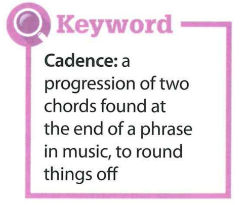 Keyword
Cadence: a
progression of two
chords found at
the end of a phrase
in music, to round
things off